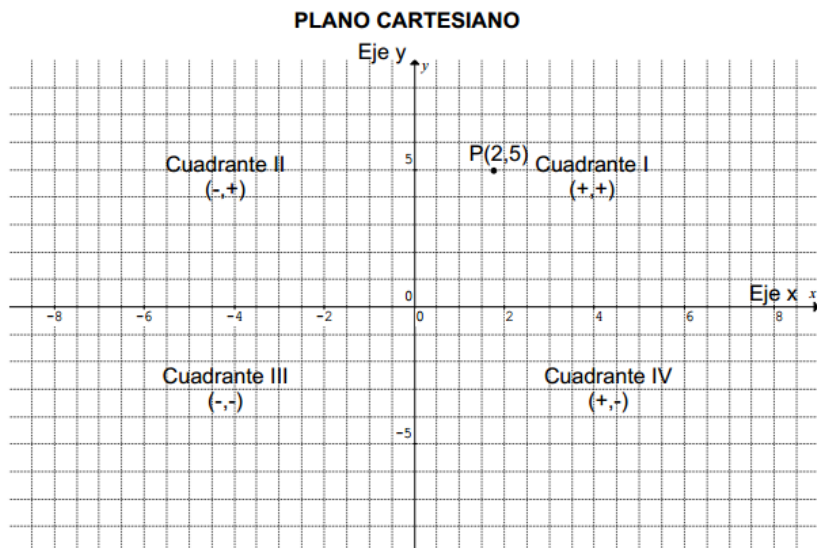 PLANO CARTESIANO
Eje y
y
Cuadrante II
(-,+)
5
P(2,5)
Cuadrante I
(+,+)
0
Eje x x
-8 -6 -4 -2 0 2 4 6 8
Cuadrante III
(-,-)
Cuadrante IV
(+,-)
-5